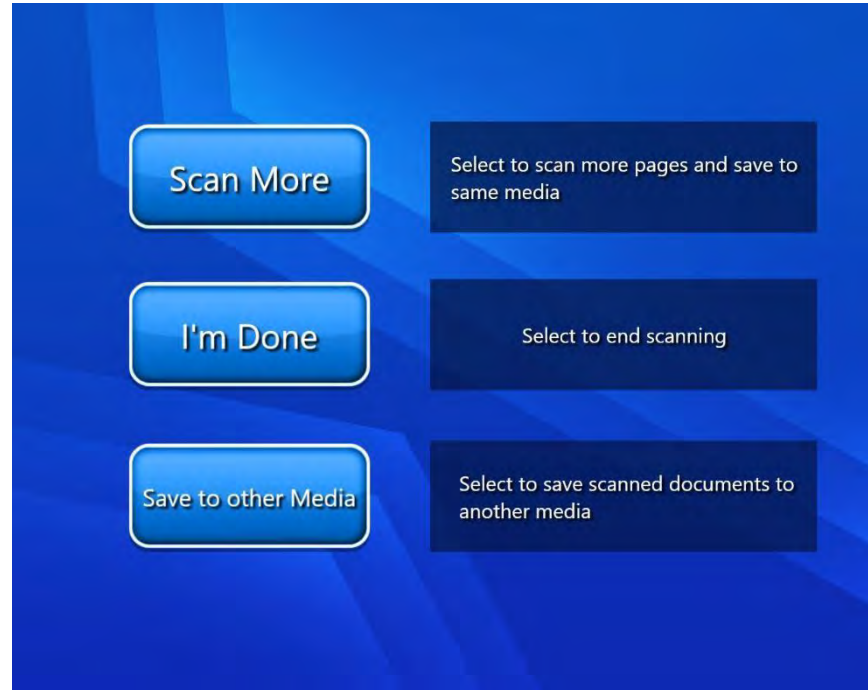 Scan More
Select to scan more pages and save to
same media
I'm Done
Select to end scanning
Save to other Media
Select to save scanned documents to
another media